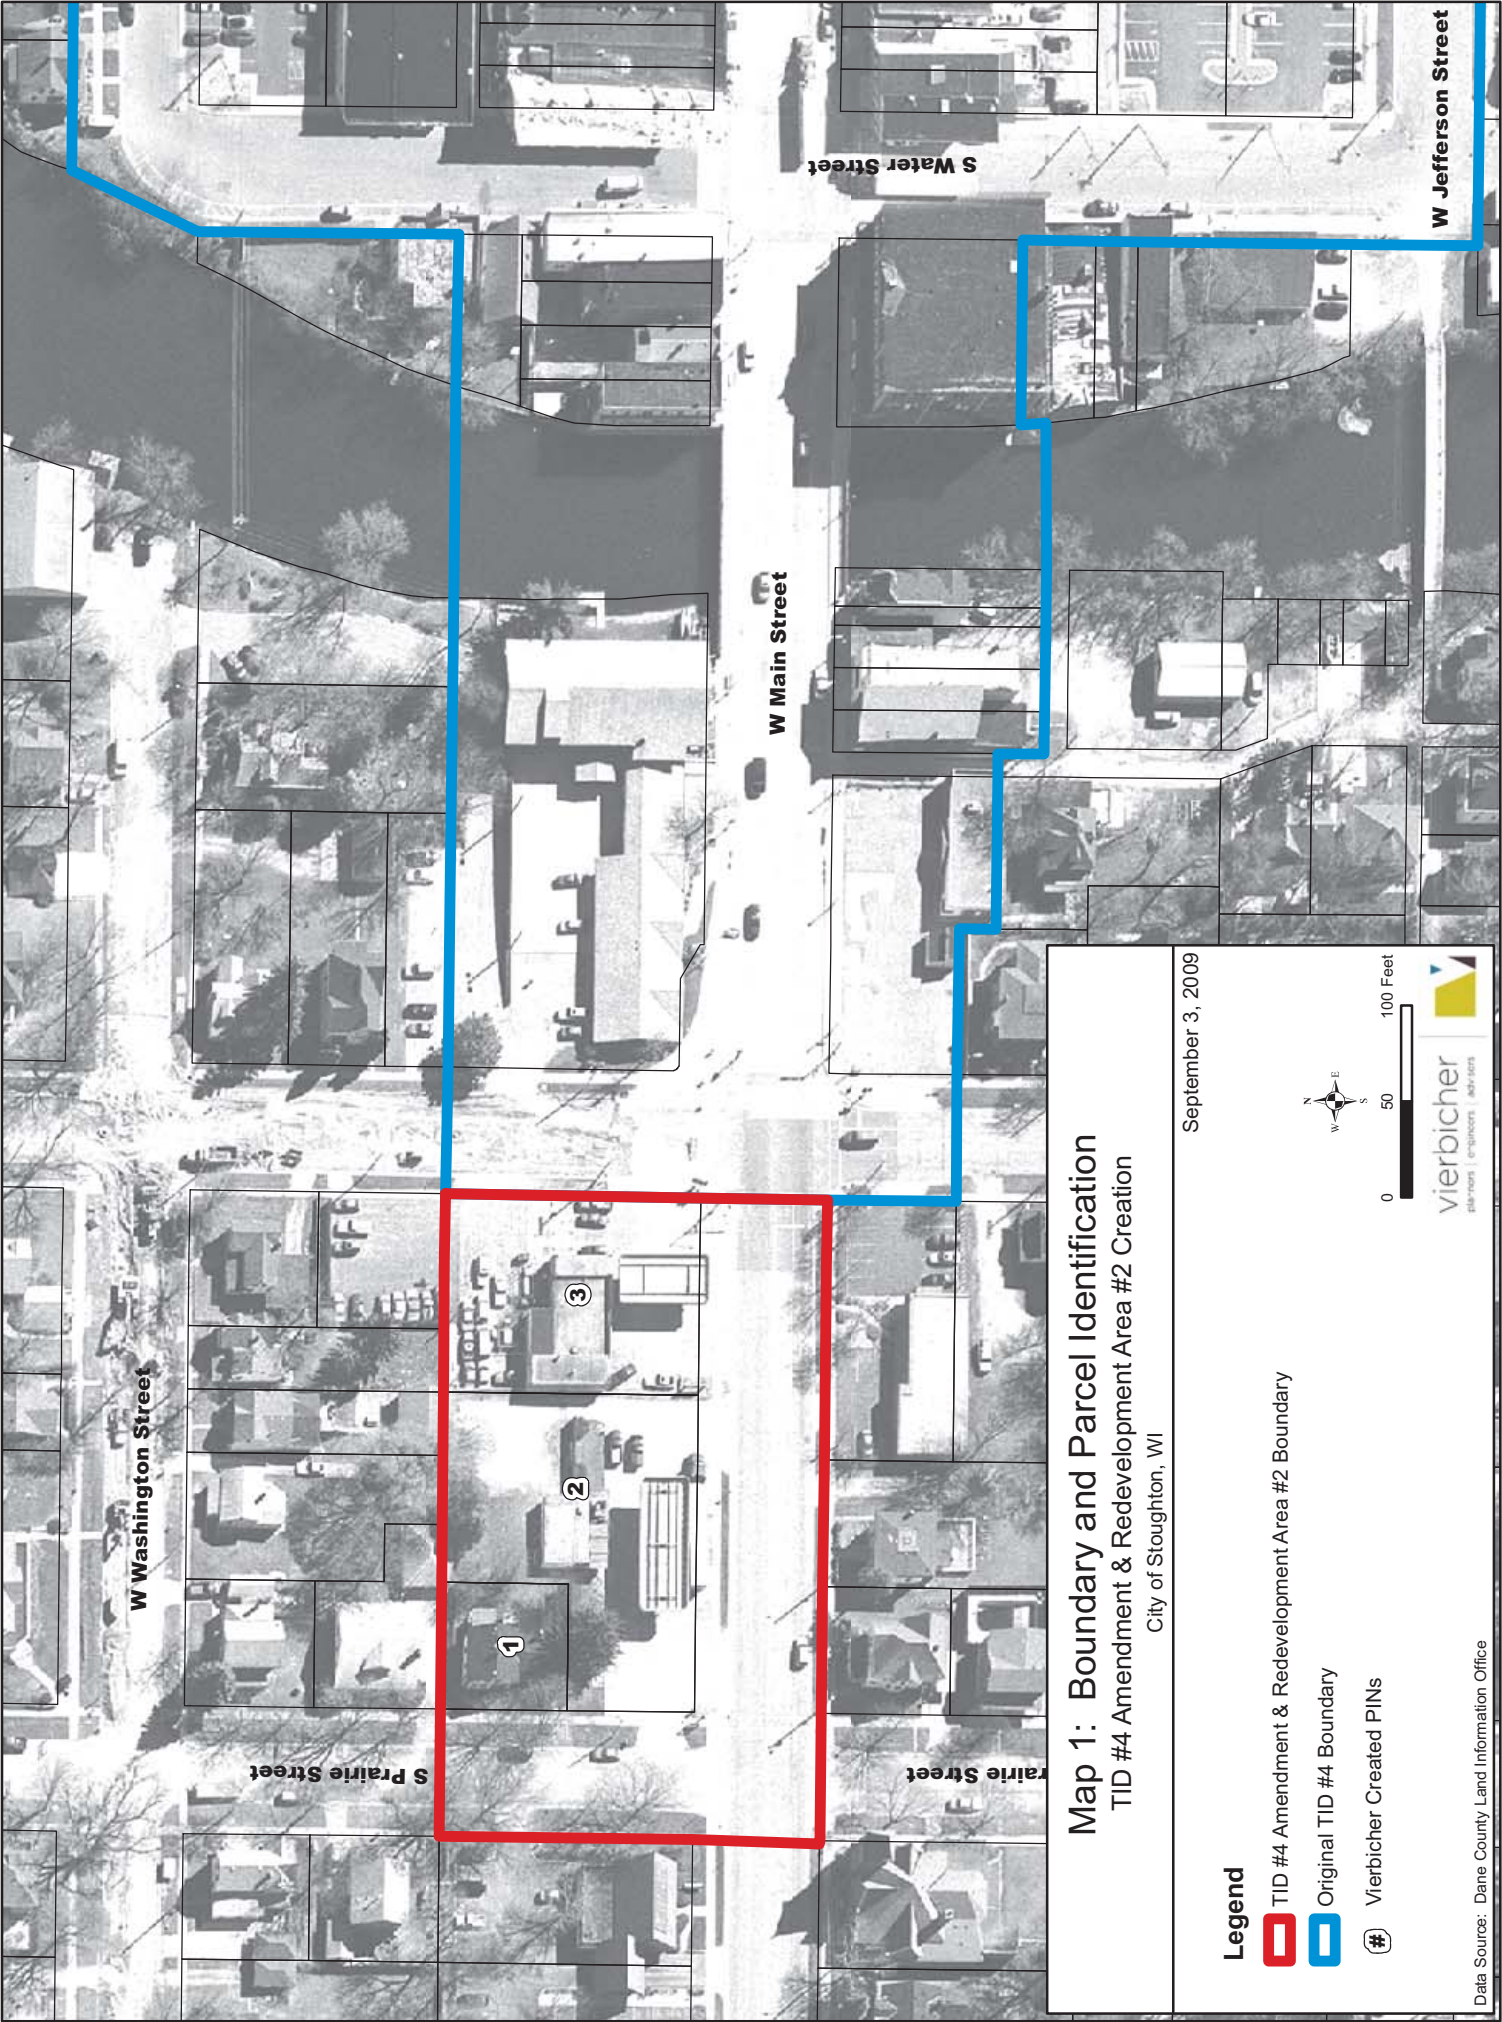 W Washington Street
W Main Street
W Jefferson Street
S Prairie Street
rairie Street
S Water Street
1
2
3
Map 1: Boundary and Parcel Identification
TID #4 Amendment & Redevelopment Area #2 Creation
City of Stoughton, WI
September 3, 2009
Legend
TID #4 Amendment & Redevelopment Area #2 Boundary
Original TID #4 Boundary
# Vierbicher Created PINs
N
W E
S
0 50 100 Feet
vierbicher
planners | engineers | advisors
Data Source: Dane County Land Information Office